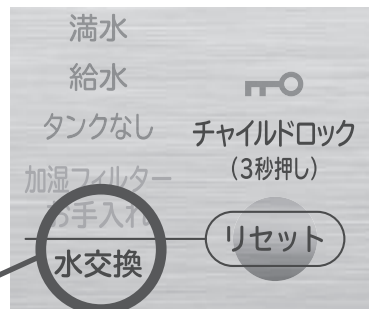 満水
給水
タンクなし
加湿フィルター
お手入れ
水交換
チャイルドロック
(3秒押し)
リセット